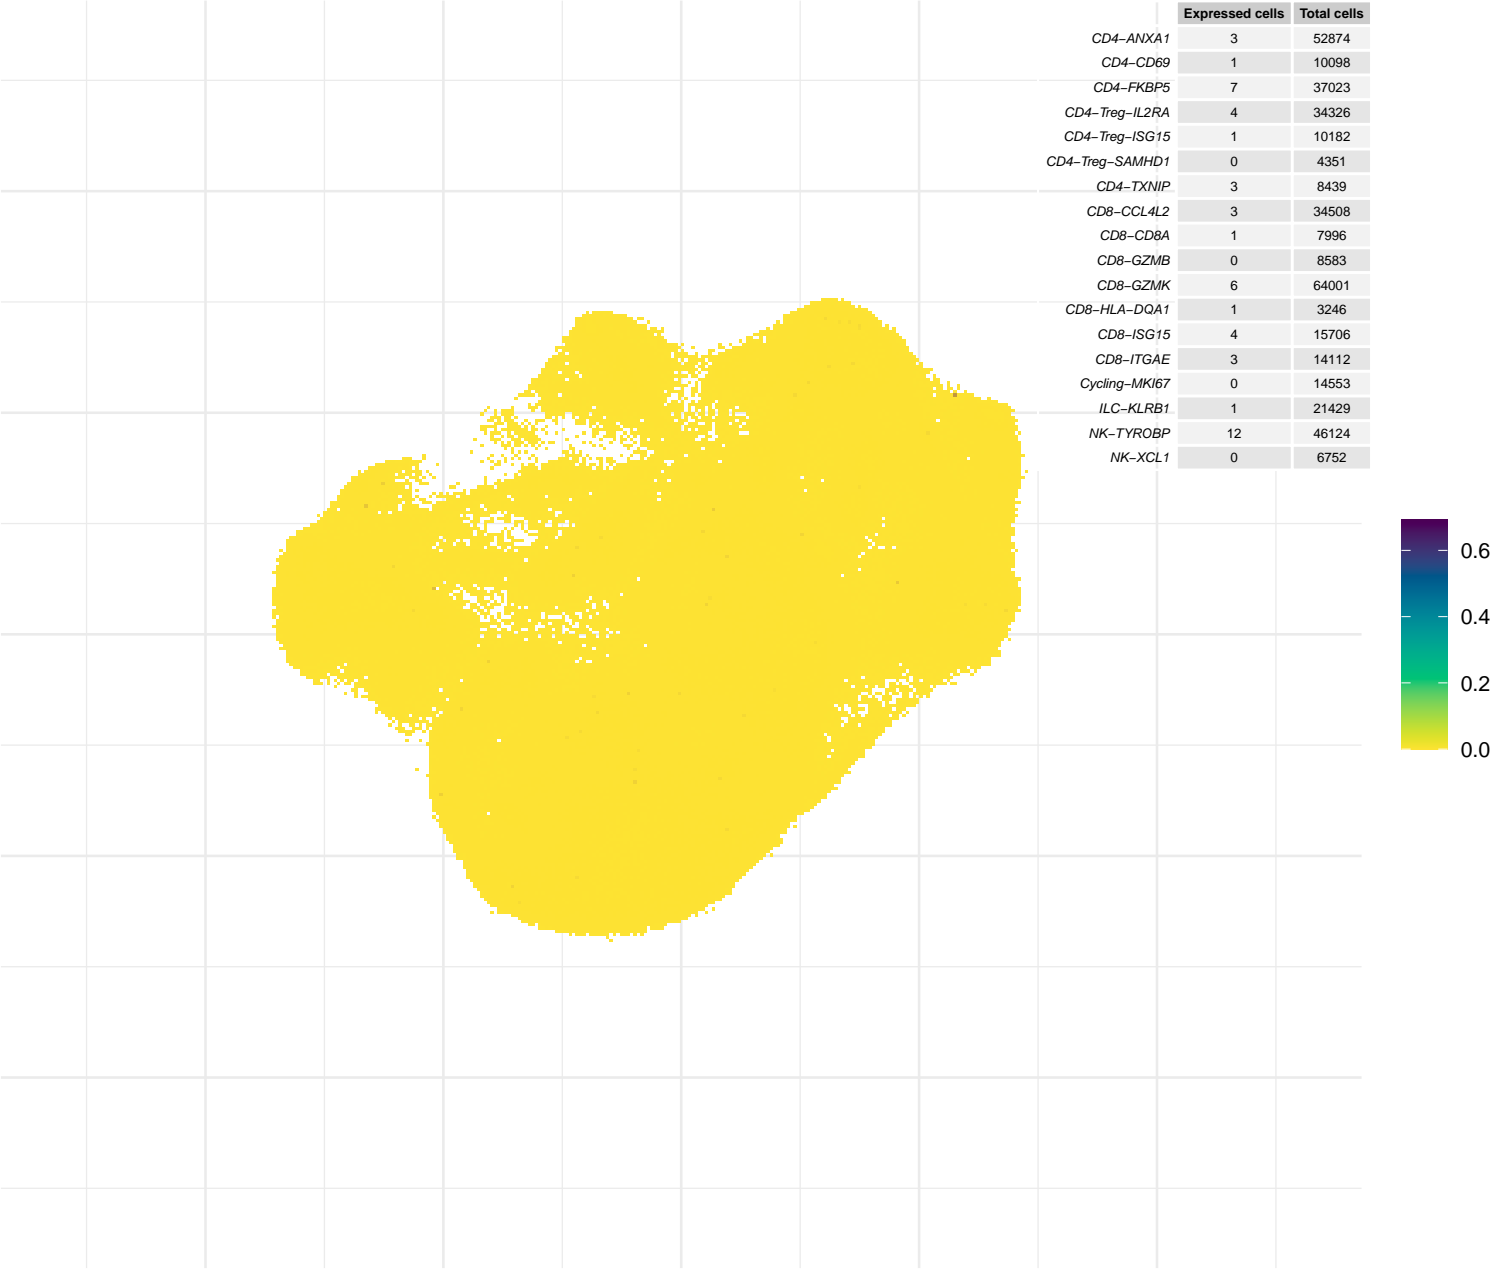 Expressed cells Total cells
CD4−ANXA1 3 52874
CD4−CD69 1 10098
CD4−FKBP5 7 37023
CD4−Treg−IL2RA 4 34326
CD4−Treg−ISG15 1 10182
CD4−Treg−SAMHD1 0 4351
CD4−TXNIP 3 8439
CD8−CCL4L2 3 34508
CD8−CD8A 1 7996
CD8−GZMB 0 8583
CD8−GZMK 6 64001
CD8−HLA−DQA1 1 3246
CD8−ISG15 4 15706
CD8−ITGAE 3 14112
Cycling−MKI67 0 14553
ILC−KLRB1 1 21429
NK−TYROBP 12 46124
NK−XCL1 0 6752
0.6
0.4
0.2
0.0